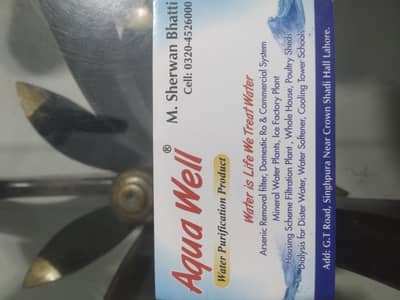 M. Sherwan Bhatti
Cell: 0320-4526000
Aqua Well®
Water Purification Product
Water is Life We Treat Water
Arsenic Removal filter, Domestic Ro & Commercial System
Mineral Water Plants, Ice Factory Plant
Housing Scheme Filtration Plant, Whole House, Poultry Sheds
Dialysis for Dister Water, Water Softener, Cooling Tower Schools
Add: G.T Road, Singhpura Near Crown Shadi Hall Lahore.